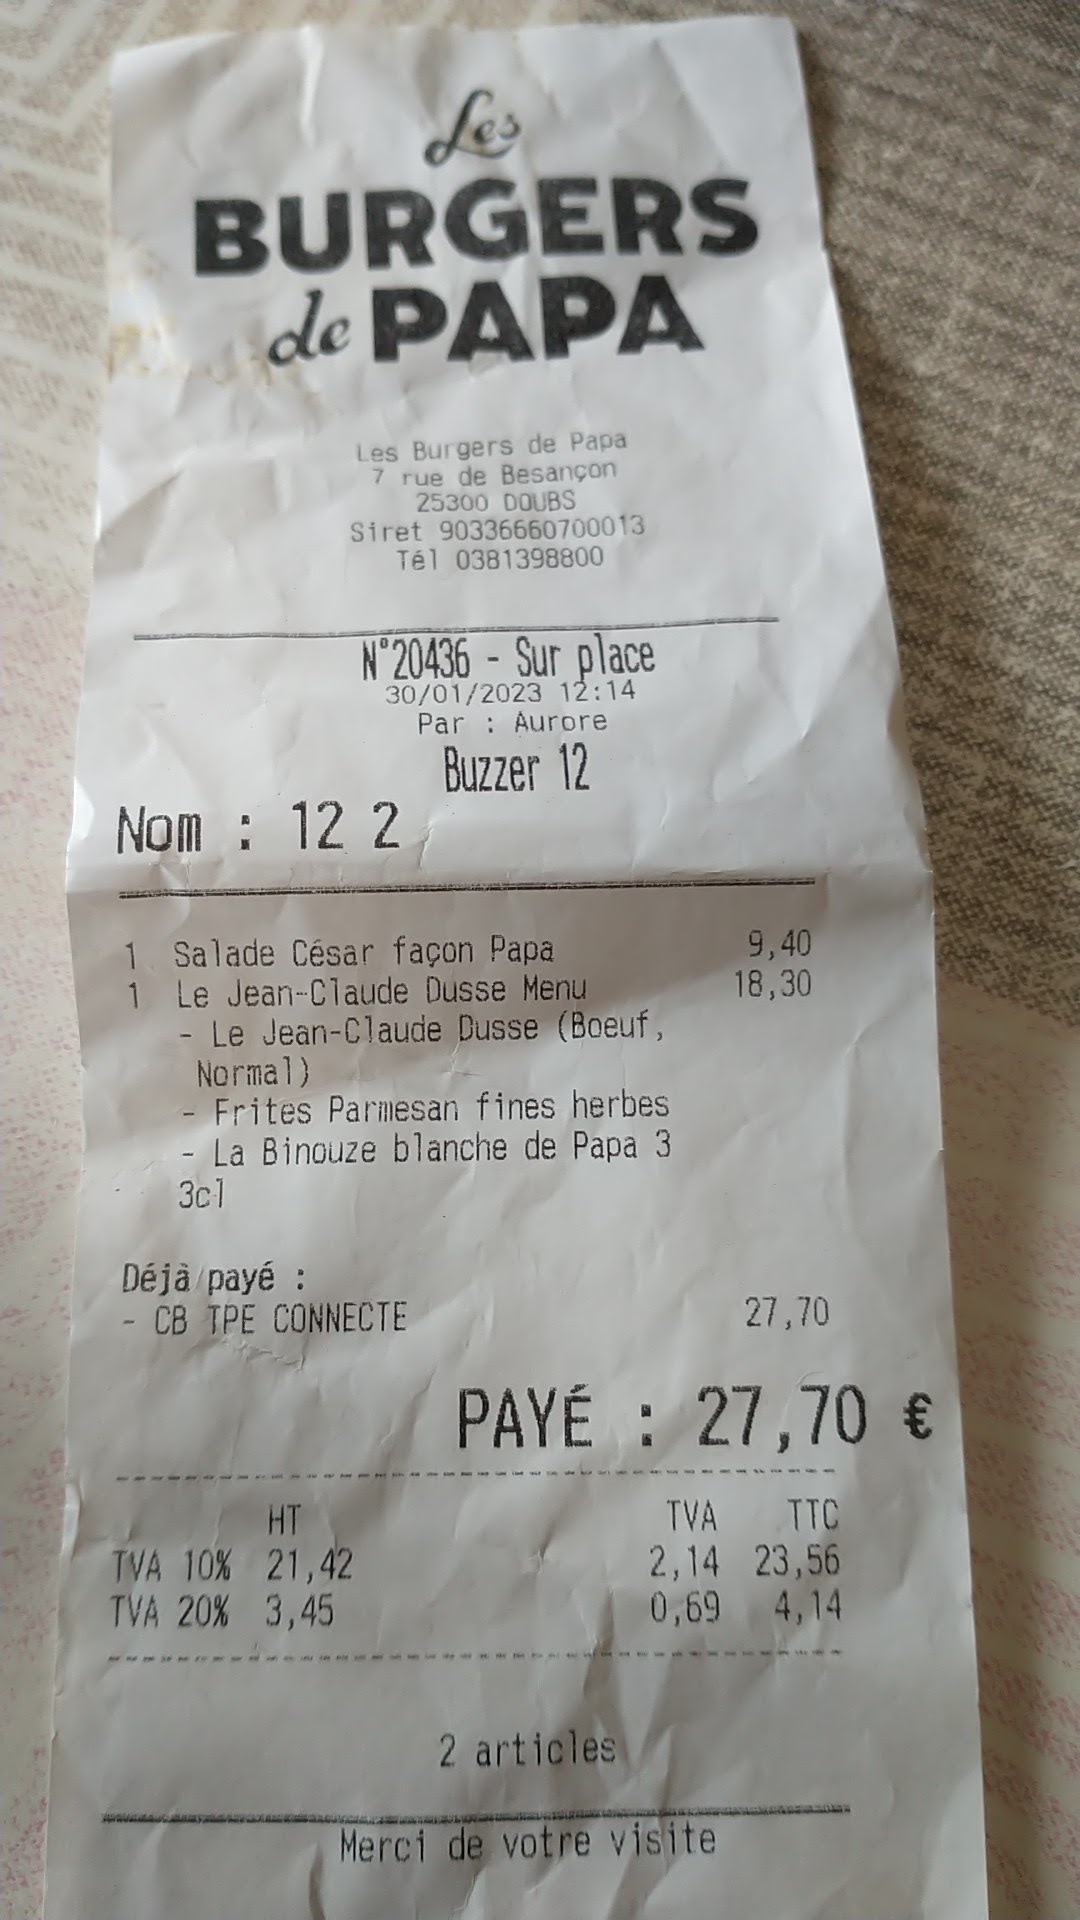 Les
BURGERS
de PAPA
Les Burgers de Papa
7 rue de Besançon
25300 DOUBS
Siret 90336660700013
Tél 0381398800
N°20436 - Sur place
30/01/2023 12:14
Par : Aurore
Buzzer 12
Nom : 12 2
1 Salade César façon Papa 9,40
1 Le Jean-Claude Dusse Menu 18,30
- Le Jean-Claude Dusse (Boeuf,
Normal)
- Frites Parmesan fines herbes
- La Binouze blanche de Papa 3
3cl
Déjà payé :
- CB TPE CONNECTE 27,70
PAYÉ : 27,70 €
HT TVA TTC
TVA 10% 21,42 2,14 23,56
TVA 20% 3,45 0,69 4,14
2 articles
Merci de votre visite